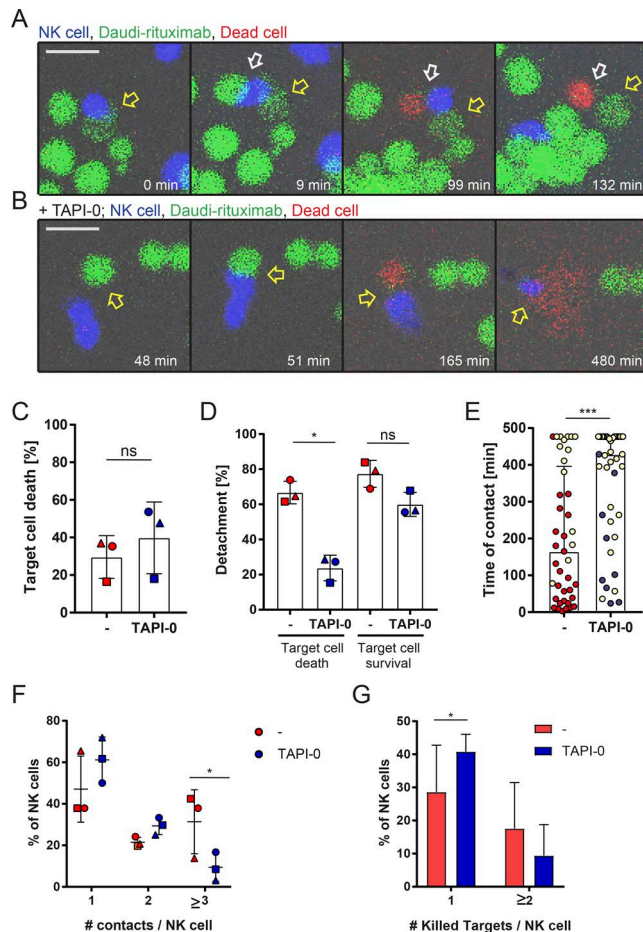 A
NK cell, Daudi-rituximab, Dead cell
0 min
9 min
99 min
132 min
B
+ TAPI-0; NK cell, Daudi-rituximab, Dead cell
48 min
51 min
165 min
480 min
C
Target cell death [%]
100
80
60
40
20
0
ns
-
TAPI-0
D
Detachment [%]
100
80
60
40
20
0
*
ns
-
TAPI-0
-
TAPI-0
Target cell
death
Target cell
survival
E
Time of contact [min]
500
400
300
200
100
0
***
-
TAPI-0
F
% of NK cells
80
60
40
20
0
*
-
TAPI-0
1
2
≥3
# contacts / NK cell
G
% of NK cells
50
40
30
20
10
0
*
-
TAPI-0
1
≥2
# Killed Targets / NK cell